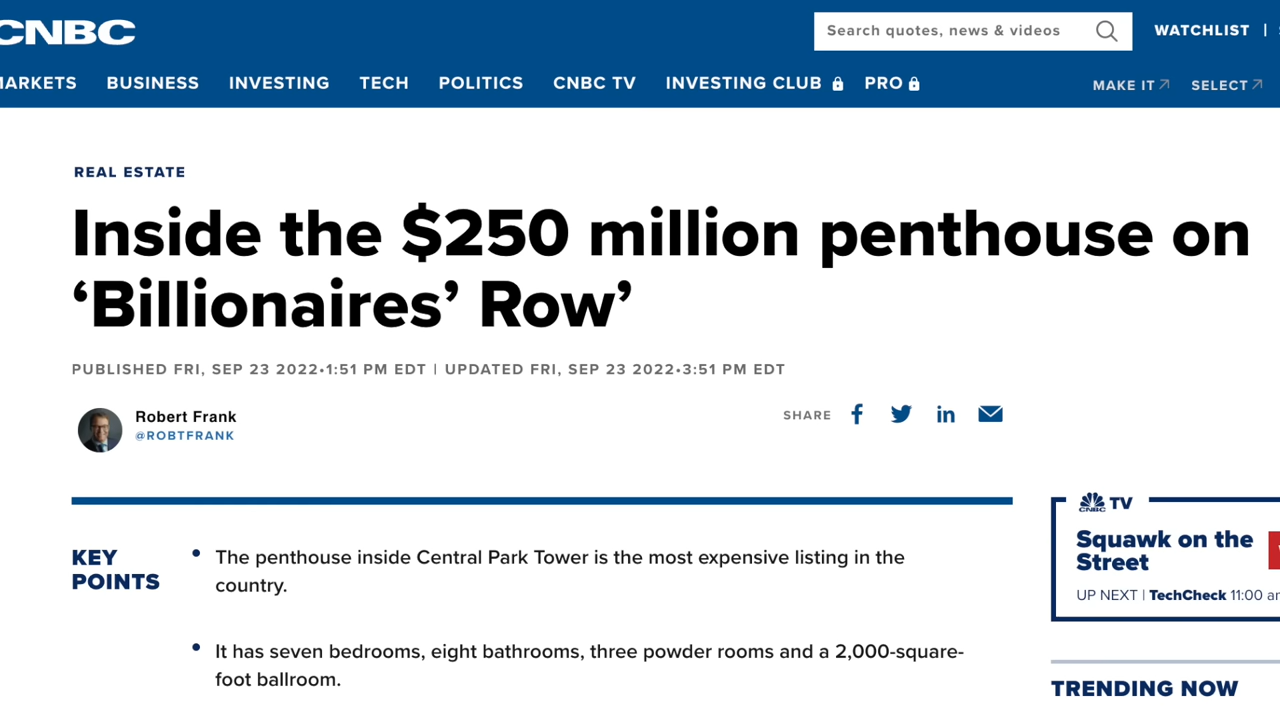 CNBC
Search quotes, news & videos
WATCHLIST |
MARKETS BUSINESS INVESTING TECH POLITICS CNBC TV INVESTING CLUB PRO
MAKE IT SELECT
REAL ESTATE
Inside the $250 million penthouse on
‘Billionaires’ Row’
PUBLISHED FRI, SEP 23 2022•1:51 PM EDT | UPDATED FRI, SEP 23 2022•3:51 PM EDT
Robert Frank
@ROBTFRANK
SHARE
KEY
POINTS
• The penthouse inside Central Park Tower is the most expensive listing in the
country.
• It has seven bedrooms, eight bathrooms, three powder rooms and a 2,000-square-
foot ballroom.
CNBC TV
Squawk on the
Street
UP NEXT | TechCheck 11:00 am
TRENDING NOW